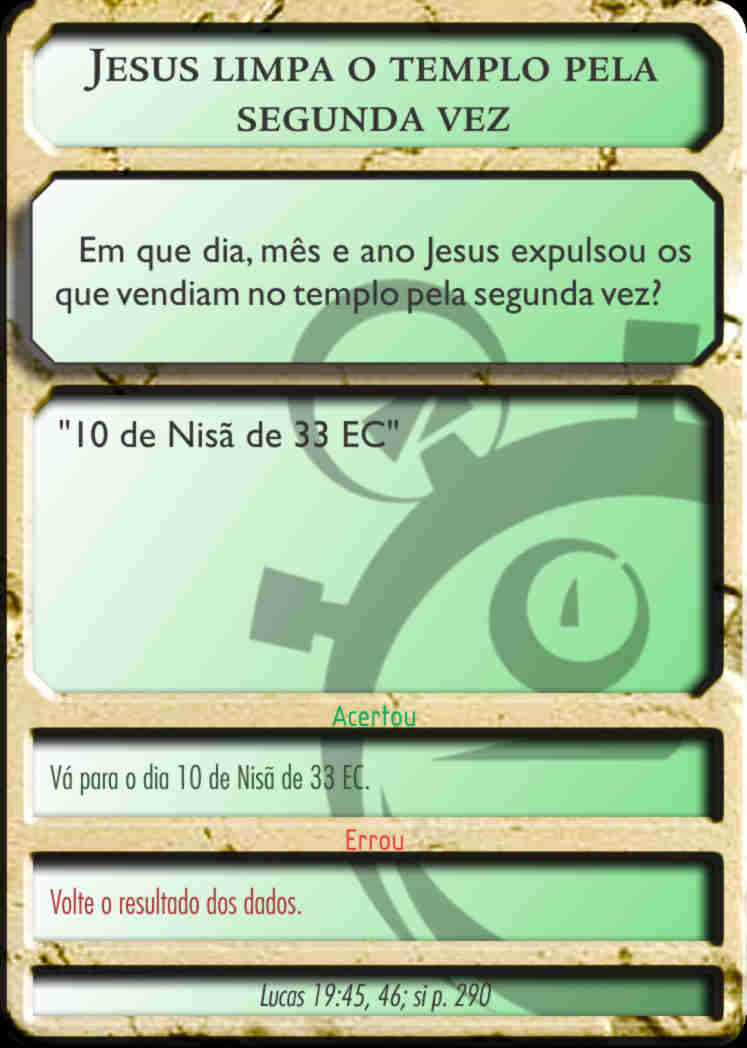 Jesus limpa o templo pela
segunda vez
Em que dia, mês e ano Jesus expulsou os
que vendiam no templo pela segunda vez?
"10 de Nisã de 33 EC"
Acertou
Vá para o dia 10 de Nisã de 33 EC.
Errou
Volte o resultado dos dados.
Lucas 19:45, 46; si p. 290